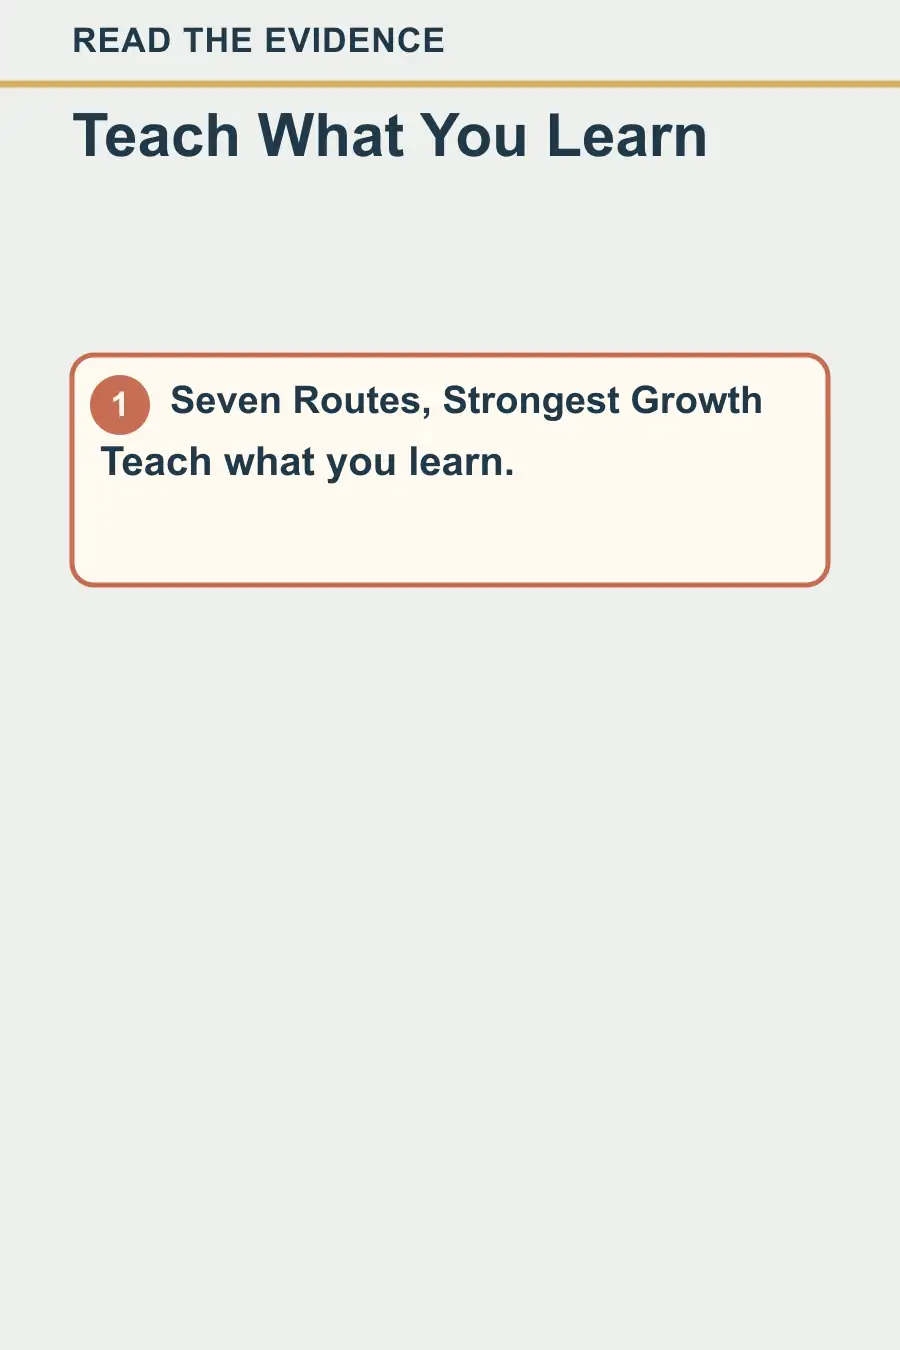 READ THE EVIDENCE
Teach What You Learn
1 Seven Routes, Strongest Growth
Teach what you learn.